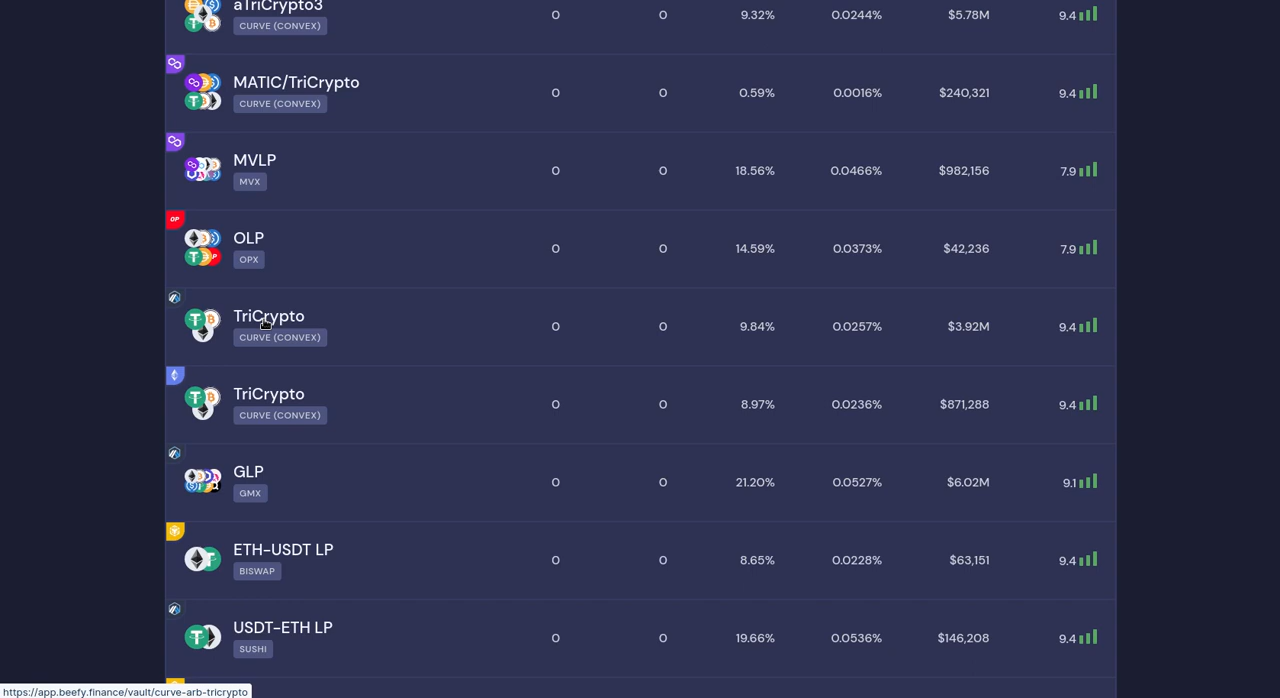 aTriCrypto3
0 0 9.32% 0.0244% $5.78M 9.4
CURVE (CONVEX)
MATIC/TriCrypto
0 0 0.59% 0.0016% $240,321 9.4
CURVE (CONVEX)
MVLP
0 0 18.56% 0.0466% $982,156 7.9
MVX
OP
OLP
0 0 14.59% 0.0373% $42,236 7.9
OPX
TriCrypto
0 0 9.84% 0.0257% $3.92M 9.4
CURVE (CONVEX)
TriCrypto
0 0 8.97% 0.0236% $871,288 9.4
CURVE (CONVEX)
GLP
0 0 21.20% 0.0527% $6.02M 9.1
GMX
ETH-USDT LP
0 0 8.65% 0.0228% $63,151 9.4
BISWAP
USDT-ETH LP
0 0 19.66% 0.0536% $146,208 9.4
SUSHI
https://app.beefy.finance/vault/curve-arb-tricrypto